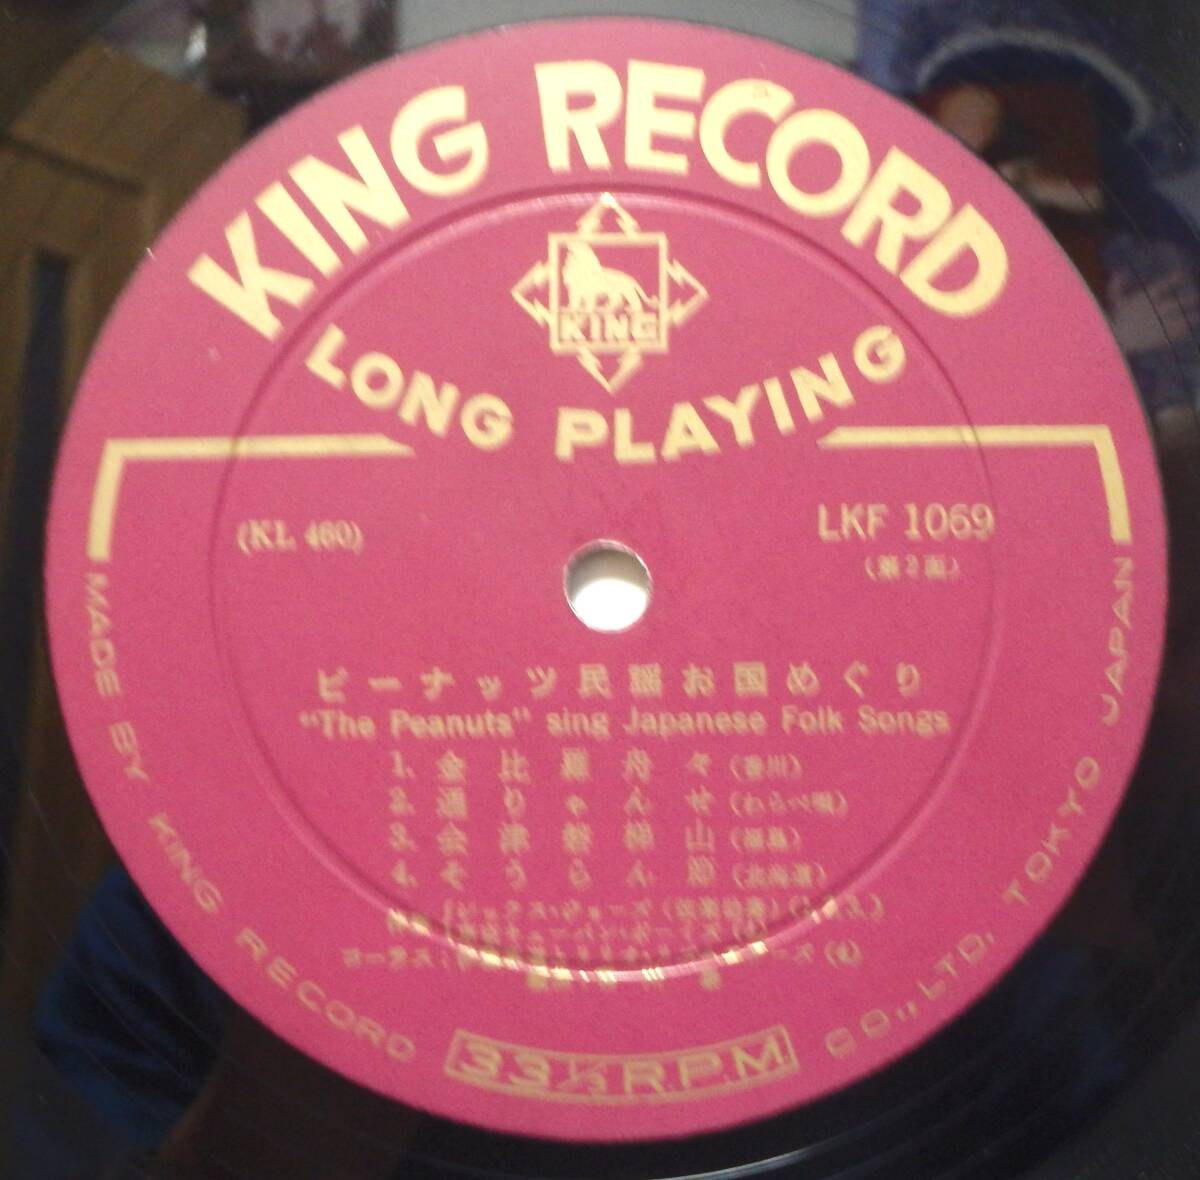 KING RECORD
KING
LONG PLAYING
(KL 460)
LKF 1069
(第2面)
ピーナッツ民謡お国めぐり
"The Peanuts" sing Japanese Folk Songs
1. 金比羅舟々 (香川)
2. 通りゃんせ (わらべ唄)
3. 会津磐梯山 (福島)
4. そうらん節 (北海道)
33⅓ R.P.M.
MADE BY KING RECORD CO., LTD. TOKYO JAPAN